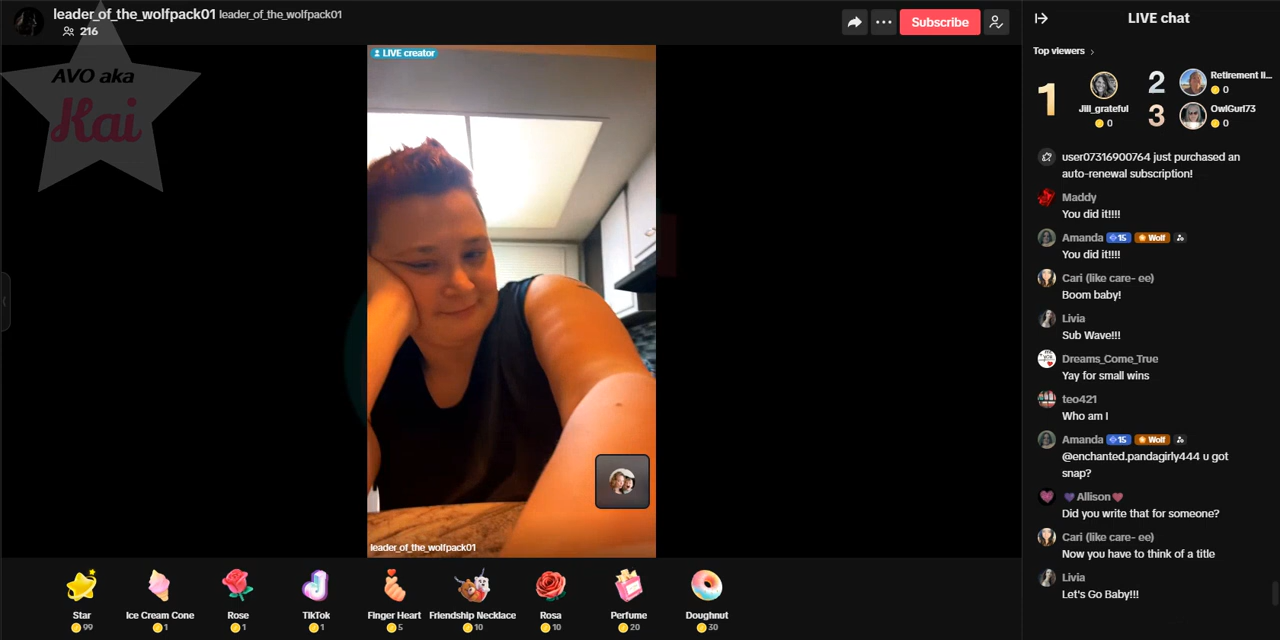 leader_of_the_wolfpack01 leader_of_the_wolfpack01
216
Subscribe
AVO aka
Kai
LIVE creator
leader_of_the_wolfpack01
Star
99
Ice Cream Cone
1
Rose
1
TikTok
1
Finger Heart
5
Friendship Necklace
10
Rosa
10
Perfume
20
Doughnut
30
LIVE chat
Top viewers
1
Jill_grateful
0
2
Retirement li...
0
3
OwlGurl73
0
user07316900764 just purchased an
auto-renewal subscription!
Maddy
You did it!!!!
Amanda 15 Wolf
You did it!!!!
Cari (like care- ee)
Boom baby!
Livia
Sub Wave!!!
Dreams_Come_True
Yay for small wins
teo421
Who am I
Amanda 15 Wolf
@enchanted.pandagirly444 u got
snap?
💜Allison💗
Did you write that for someone?
Cari (like care- ee)
Now you have to think of a title
Livia
Let's Go Baby!!!